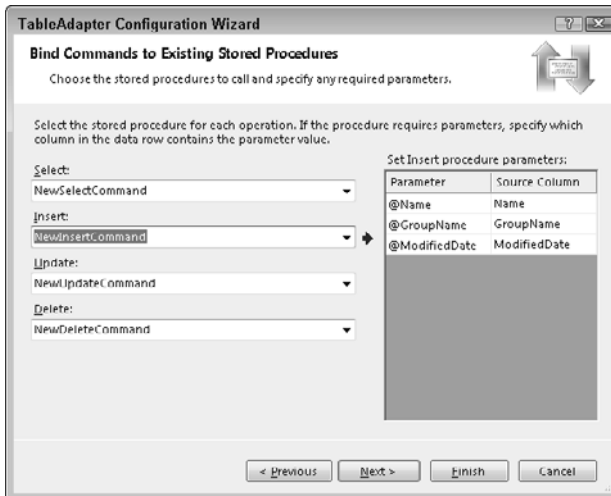 TableAdapter Configuration Wizard
Bind Commands to Existing Stored Procedures
Choose the stored procedures to call and specify any required parameters.
Select the stored procedure for each operation. If the procedure requires parameters, specify which
column in the data row contains the parameter value.
Select:
NewSelectCommand
Insert:
NewInsertCommand
Update:
NewUpdateCommand
Delete:
NewDeleteCommand
Set Insert procedure parameters:
Parameter Source Column
@Name Name
@GroupName GroupName
@ModifiedDate ModifiedDate
< Previous Next > Finish Cancel